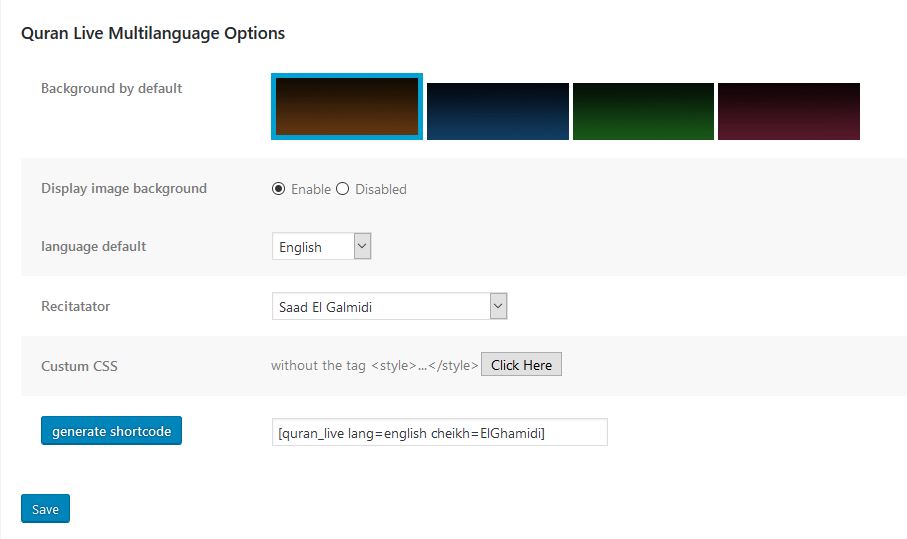 Quran Live Multilanguage Options
Background by default
Display image background Enable Disabled
language default English
Recitatator Saad El Galmidi
Custum CSS without the tag <style>...</style> Click Here
generate shortcode [quran_live lang=english cheikh=ElGhamidi]
Save